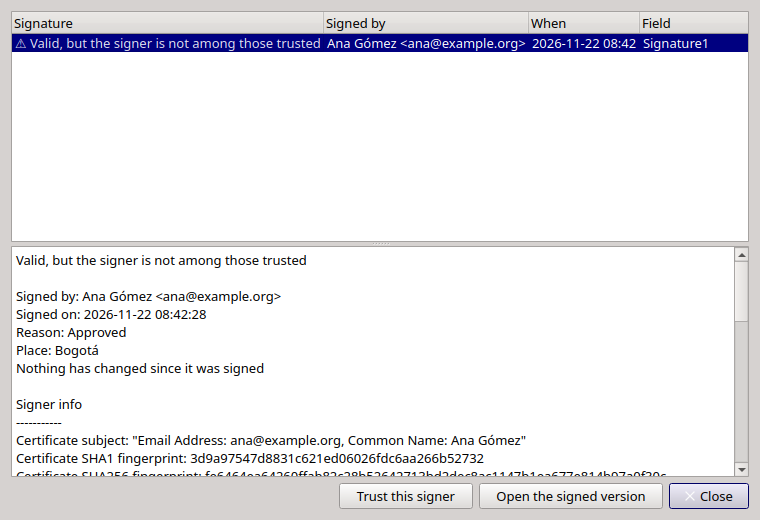 Signature Signed by When Field
⚠ Valid, but the signer is not among those trusted Ana Gómez <ana@example.org> 2026-11-22 08:42 Signature1
Valid, but the signer is not among those trusted
Signed by: Ana Gómez <ana@example.org>
Signed on: 2026-11-22 08:42:28
Reason: Approved
Place: Bogotá
Nothing has changed since it was signed
Signer info
-----------
Certificate subject: "Email Address: ana@example.org, Common Name: Ana Gómez"
Certificate SHA1 fingerprint: 3d9a97547d8831c621ed06026fdc6aa266b52732
Certificate SHA256 fingerprint:
Trust this signer Open the signed version Close